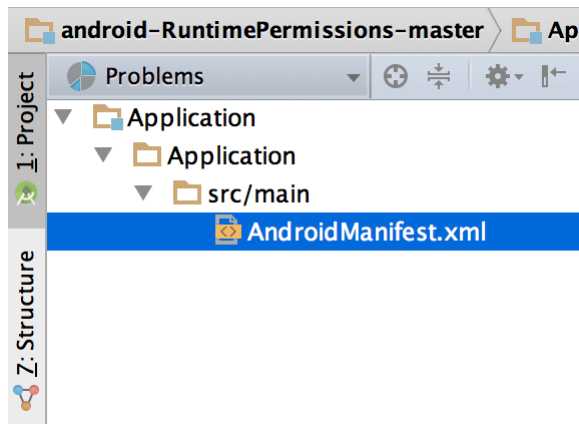 android-RuntimePermissions-master Ap
Problems
1: Project
Application
Application
src/main
AndroidManifest.xml
7: Structure